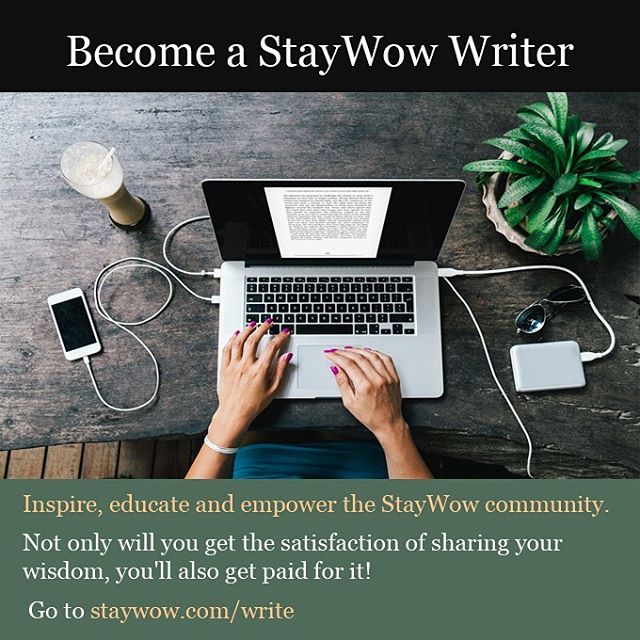 Become a StayWow Writer
Inspire, educate and empower the StayWow community.
Not only will you get the satisfaction of sharing your
wisdom, you'll also get paid for it!
Go to staywow.com/write